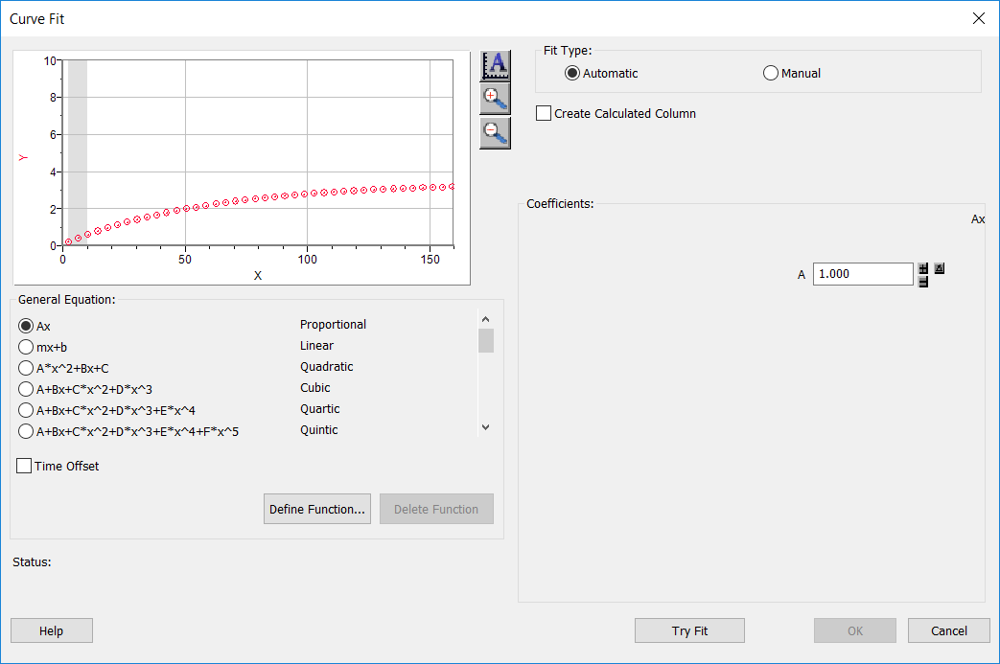 Curve Fit
10
8
6
4
2
0
Y
0 50 100 150
X
A
Fit Type:
Automatic Manual
Create Calculated Column
General Equation:
Ax Proportional
mx+b Linear
A*x^2+Bx+C Quadratic
A+Bx+C*x^2+D*x^3 Cubic
A+Bx+C*x^2+D*x^3+E*x^4 Quartic
A+Bx+C*x^2+D*x^3+E*x^4+F*x^5 Quintic
Time Offset
Define Function... Delete Function
Coefficients:
Ax
A 1.000
Status:
Help Try Fit OK Cancel